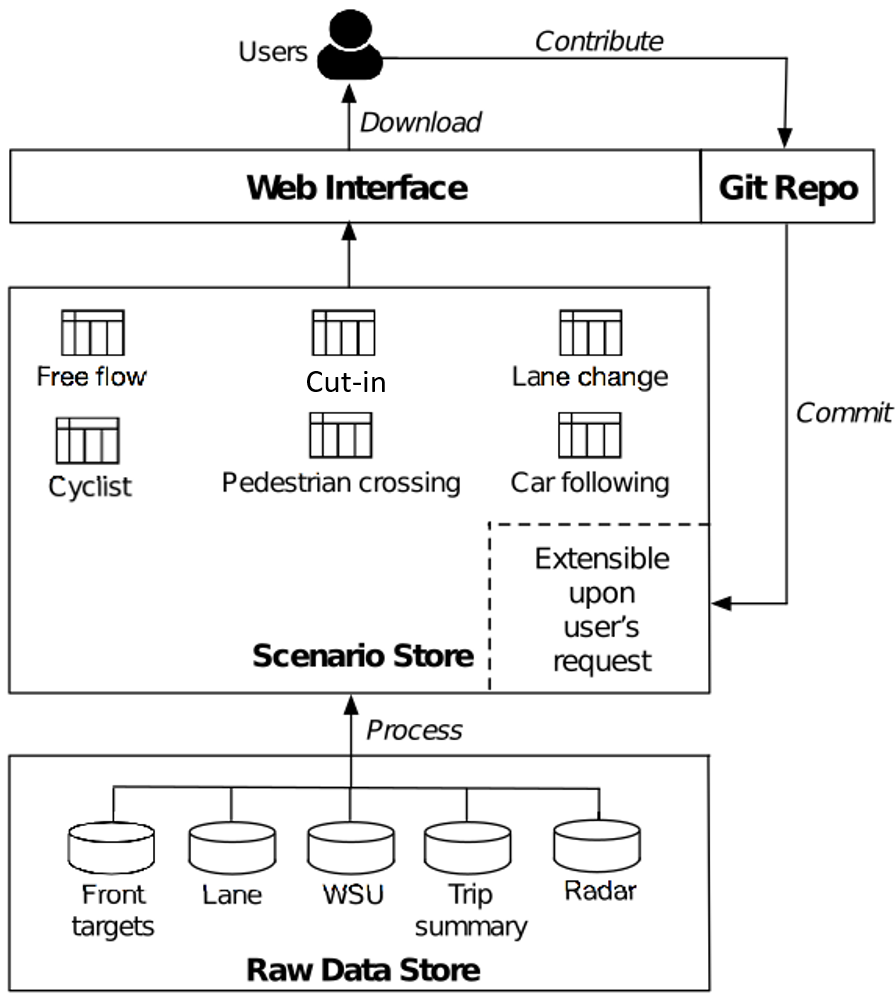 Users
Contribute
Download
Web Interface
Git Repo
Free flow
Cut-in
Lane change
Cyclist
Pedestrian crossing
Car following
Commit
Extensible
upon
user's
request
Scenario Store
Process
Front
targets
Lane
WSU
Trip
summary
Radar
Raw Data Store